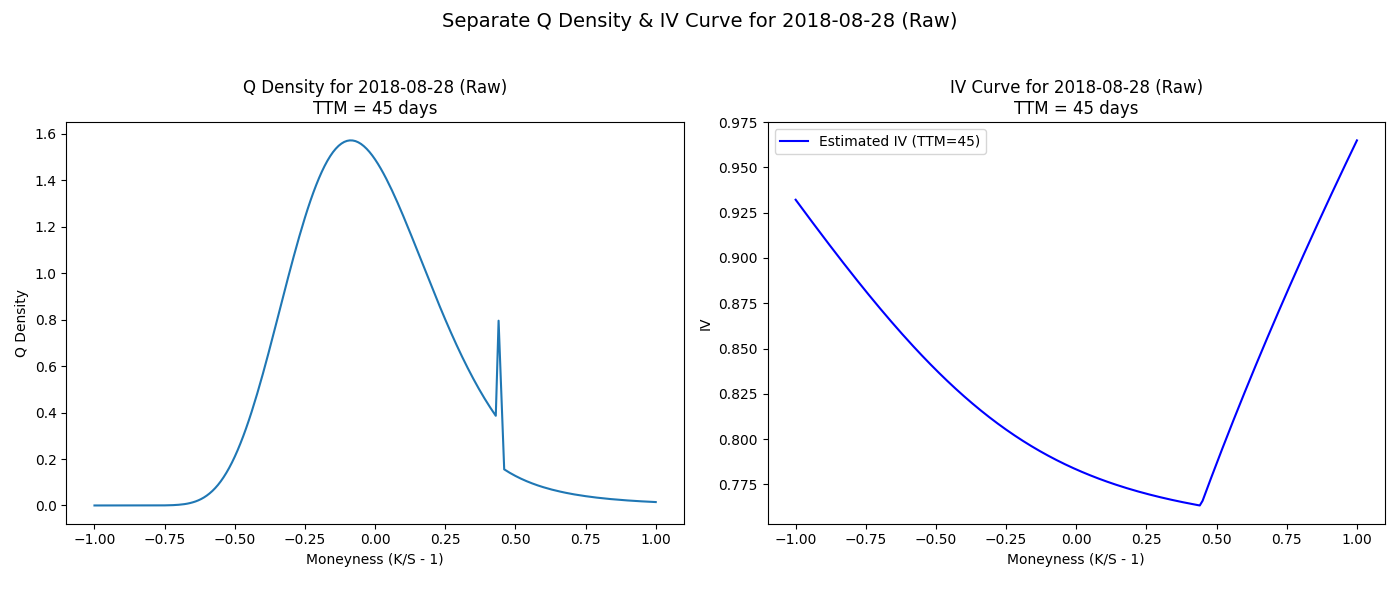 Separate Q Density & IV Curve for 2018-08-28 (Raw)
Q Density for 2018-08-28 (Raw)
TTM = 45 days
1.6
1.4
1.2
1.0
0.8
0.6
0.4
0.2
0.0
Q Density
−1.00 −0.75 −0.50 −0.25 0.00 0.25 0.50 0.75 1.00
Moneyness (K/S - 1)
IV Curve for 2018-08-28 (Raw)
TTM = 45 days
Estimated IV (TTM=45)
0.975
0.950
0.925
0.900
0.875
0.850
0.825
0.800
0.775
IV
−1.00 −0.75 −0.50 −0.25 0.00 0.25 0.50 0.75 1.00
Moneyness (K/S - 1)